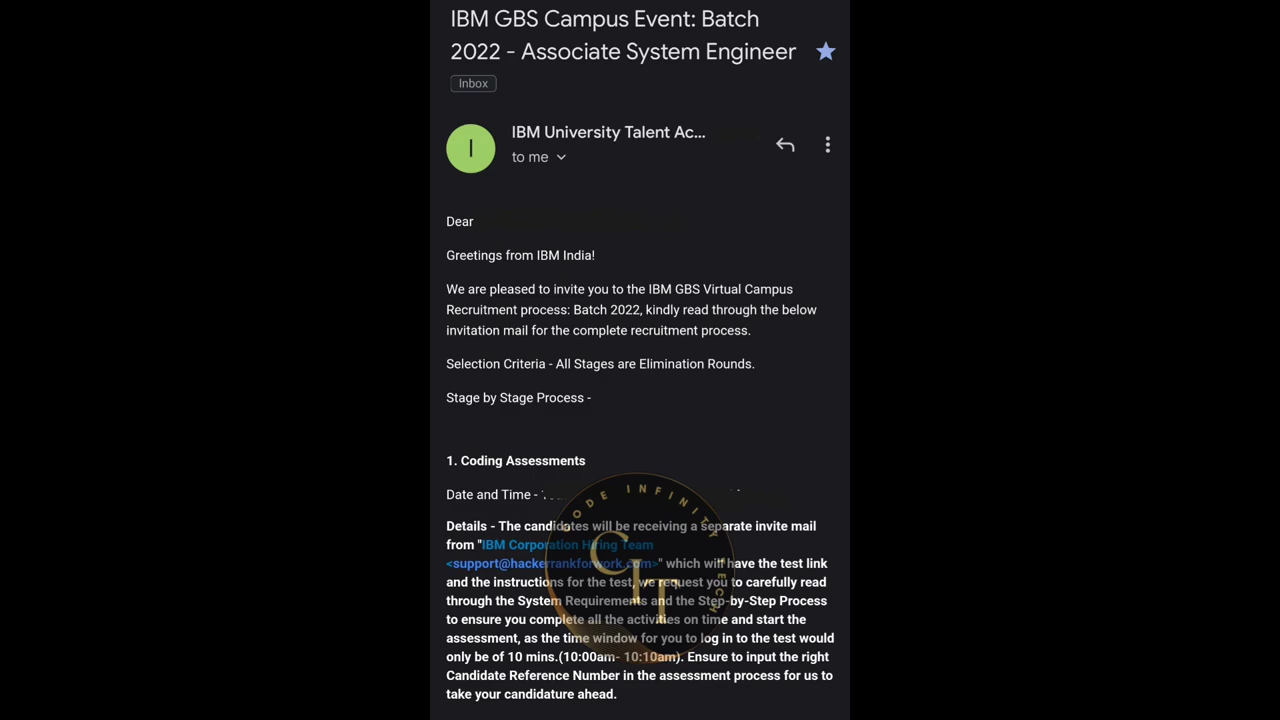 IBM GBS Campus Event: Batch
2022 - Associate System Engineer
Inbox
I
IBM University Talent Ac...
to me
Dear
Greetings from IBM India!
We are pleased to invite you to the IBM GBS Virtual Campus
Recruitment process: Batch 2022, kindly read through the below
invitation mail for the complete recruitment process.
Selection Criteria - All Stages are Elimination Rounds.
Stage by Stage Process -
1. Coding Assessments
Date and Time -
Details - The candidates will be receiving a separate invite mail
from "IBM Corporation Hiring Team
<support@hackerrankforwork.com>" which will have the test link
and the instructions for the test, we request you to carefully read
through the System Requirements and the Step-by-Step Process
to ensure you complete all the activities on time and start the
assessment, as the time window for you to log in to the test would
only be of 10 mins.(10:00am- 10:10am). Ensure to input the right
Candidate Reference Number in the assessment process for us to
take your candidature ahead.
CODE INFINITY TECH
CIT